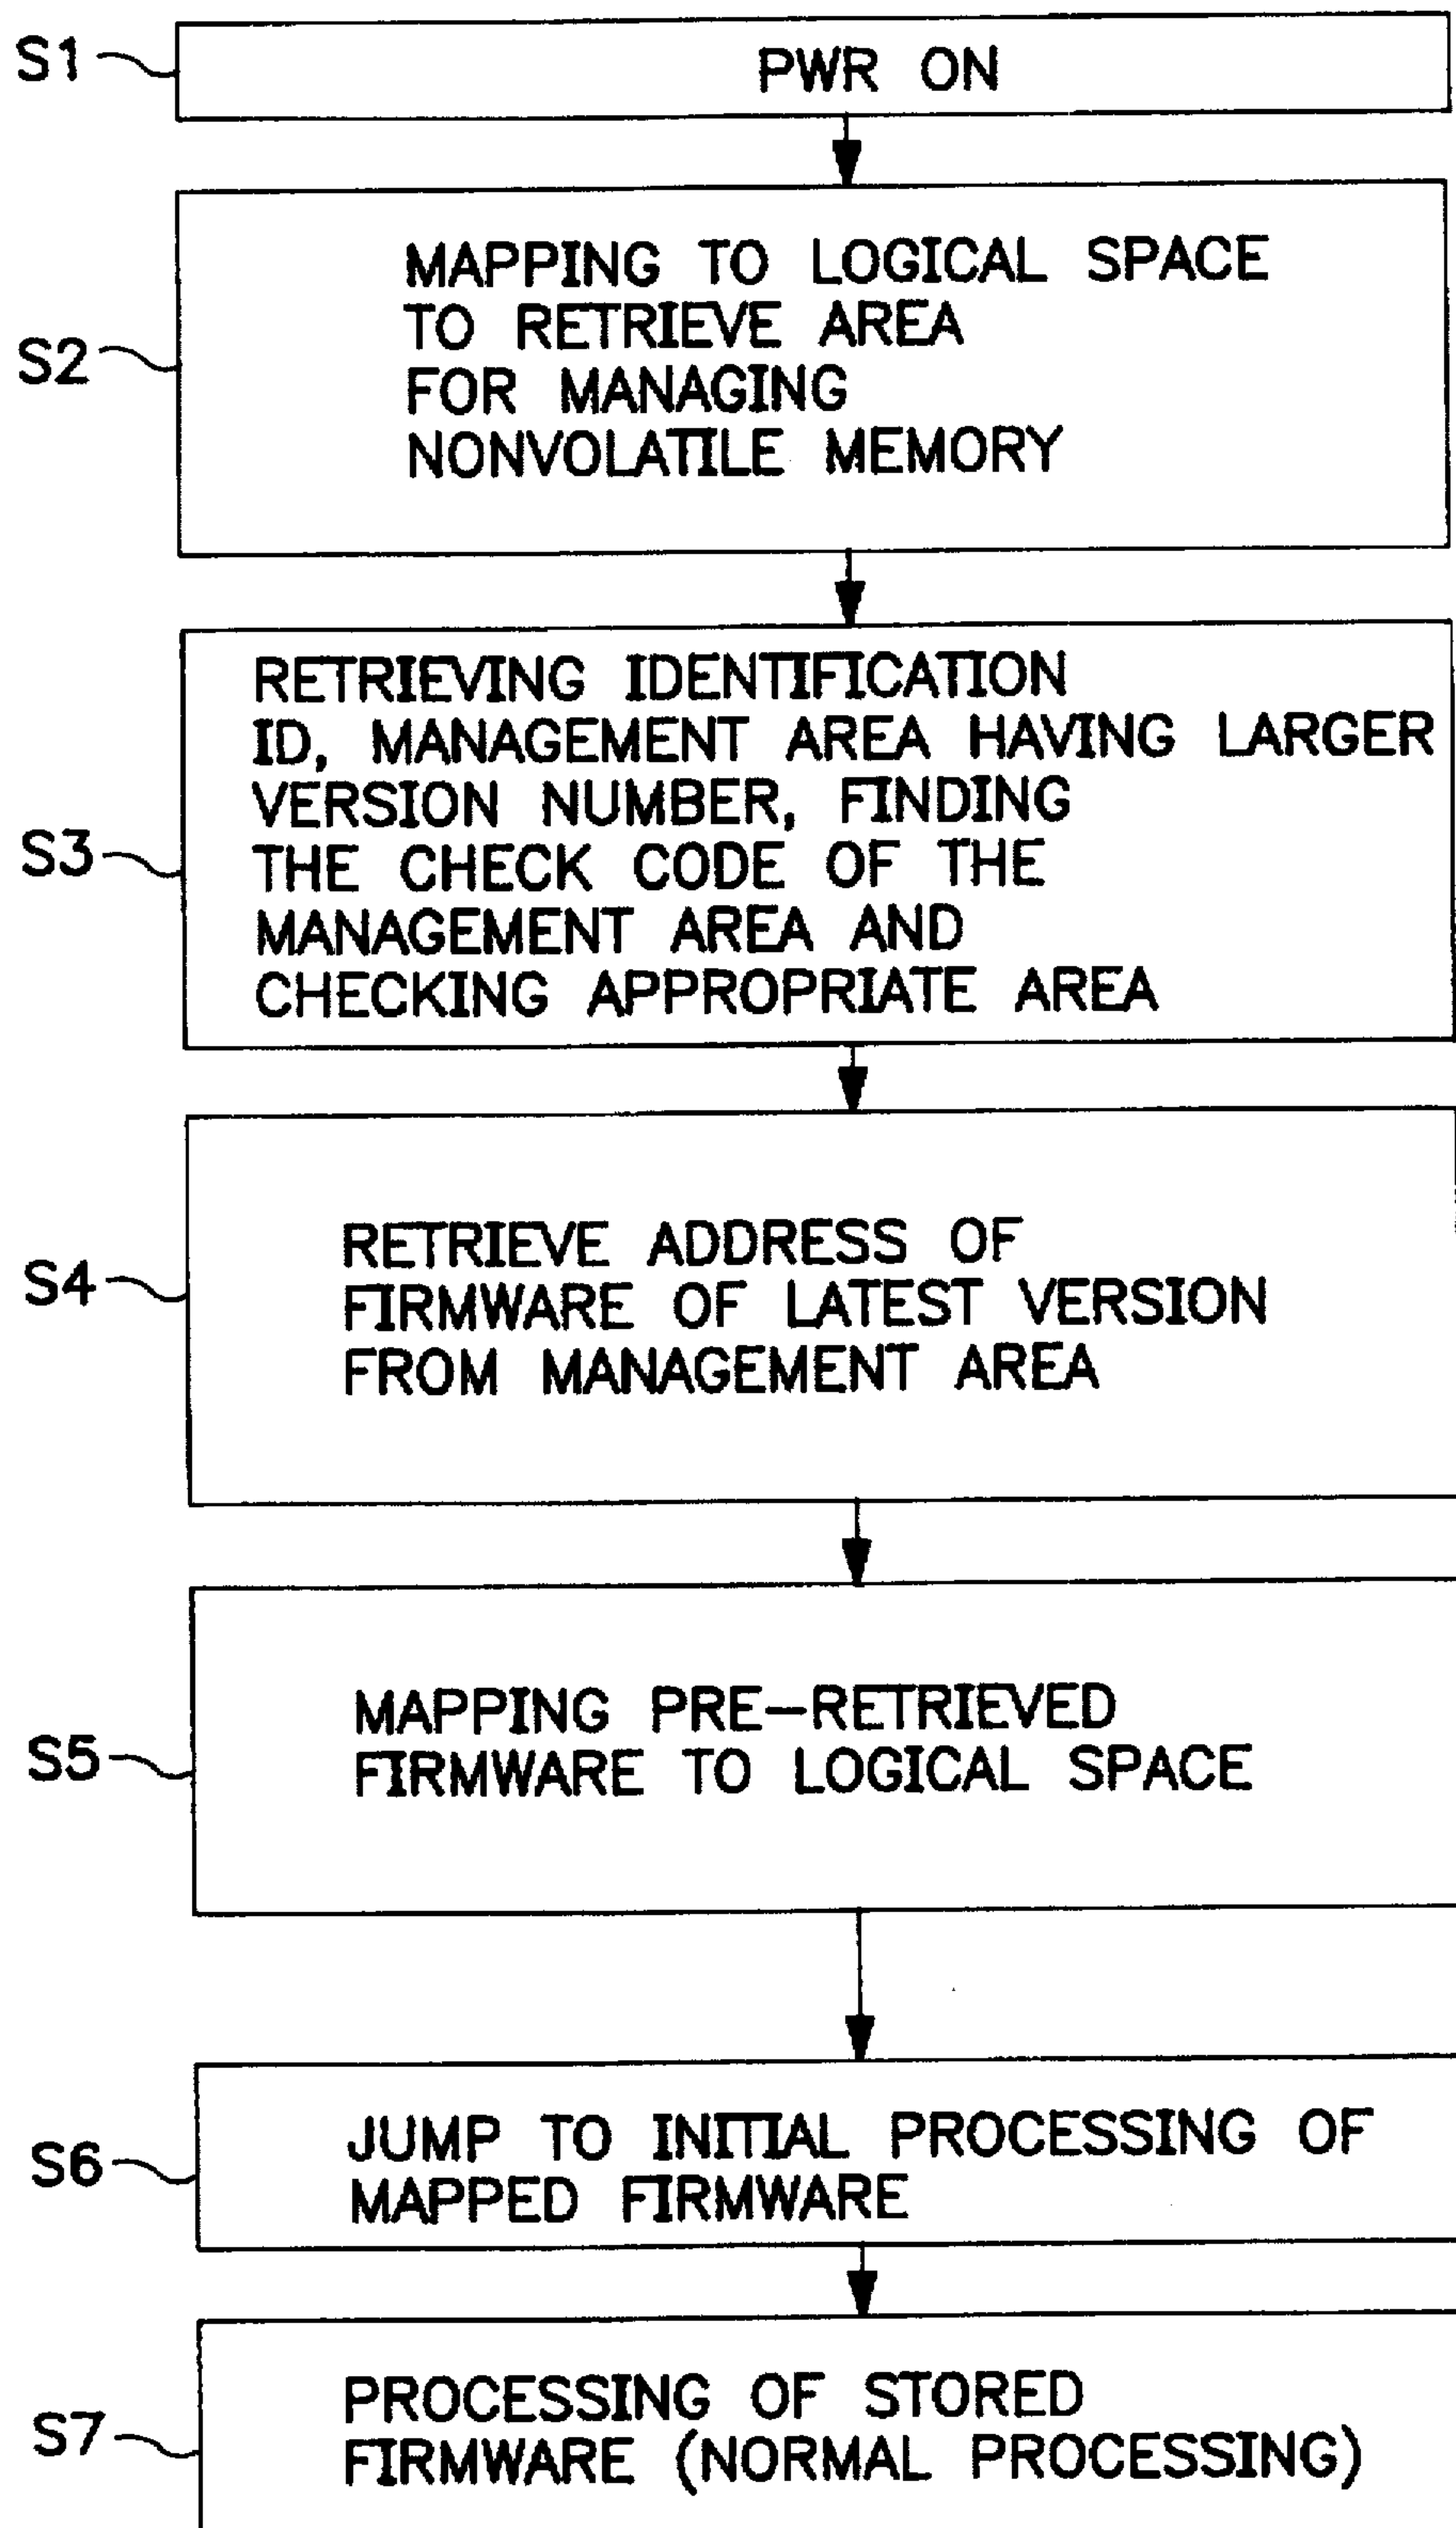 S1
PWR ON
S2
MAPPING TO LOGICAL SPACE
TO RETRIEVE AREA
FOR MANAGING
NONVOLATILE MEMORY
S3
RETRIEVING IDENTIFICATION
ID, MANAGEMENT AREA HAVING LARGER
VERSION NUMBER, FINDING
THE CHECK CODE OF THE
MANAGEMENT AREA AND
CHECKING APPROPRIATE AREA
S4
RETRIEVE ADDRESS OF
FIRMWARE OF LATEST VERSION
FROM MANAGEMENT AREA
S5
MAPPING PRE-RETRIEVED
FIRMWARE TO LOGICAL SPACE
S6
JUMP TO INITIAL PROCESSING OF
MAPPED FIRMWARE
S7
PROCESSING OF STORED
FIRMWARE (NORMAL PROCESSING)